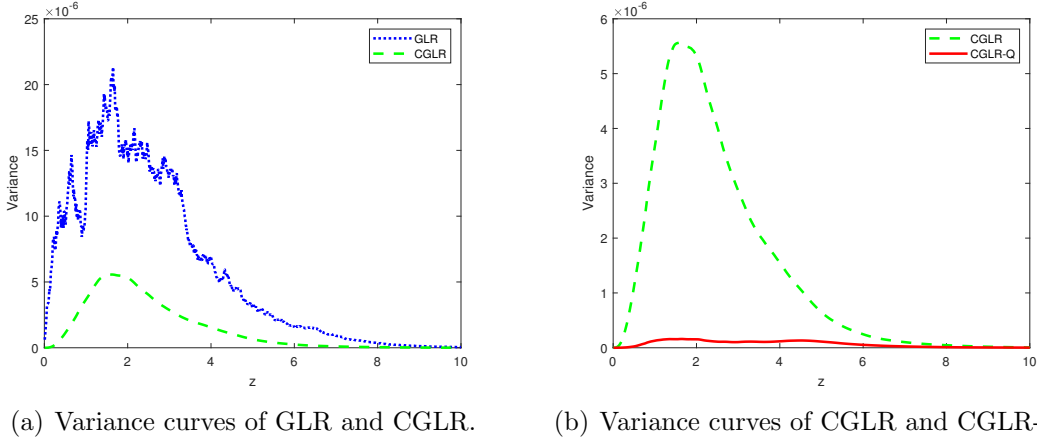 ×10-6
25
20
15
10
5
0
Variance
0 2 4 6 8 10
z
GLR
CGLR
(a) Variance curves of GLR and CGLR.
×10-6
6
5
4
3
2
1
0
Variance
0 2 4 6 8 10
z
CGLR
CGLR-Q
(b) Variance curves of CGLR and CGLR-